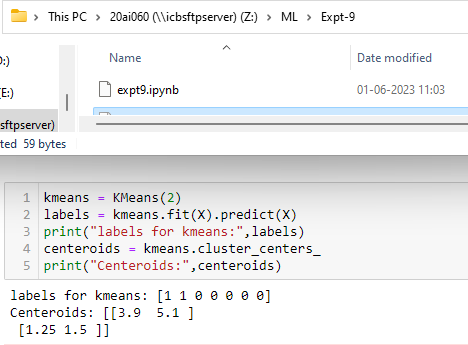 This PC > 20ai060 (\\icbsftpserver) (Z:) > ML > Expt-9
Name Date modified
):)
expt9.ipynb 01-06-2023 11:03
E:)
sftpserver)
ted 59 bytes
1 kmeans = KMeans(2)
2 labels = kmeans.fit(X).predict(X)
3 print("labels for kmeans:",labels)
4 centeroids = kmeans.cluster_centers_
5 print("Centeroids:",centeroids)
labels for kmeans: [1 1 0 0 0 0 0]
Centeroids: [[3.9 5.1 ]
[1.25 1.5 ]]